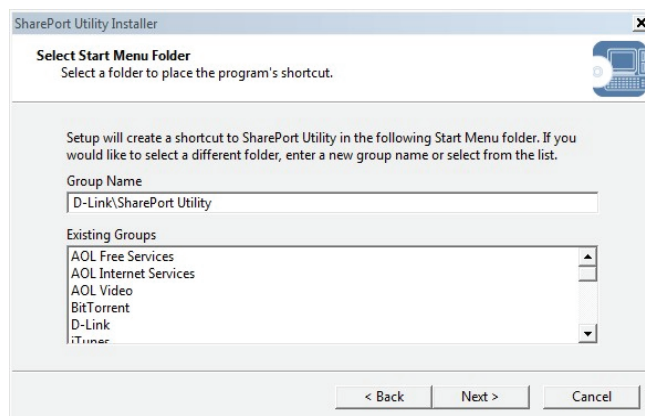 SharePort Utility Installer
Select Start Menu Folder
Select a folder to place the program's shortcut.
Setup will create a shortcut to SharePort Utility in the following Start Menu folder. If you
would like to select a different folder, enter a new group name or select from the list.
Group Name
D-Link\SharePort Utility
Existing Groups
AOL Free Services
AOL Internet Services
AOL Video
BitTorrent
D-Link
iTunes
< Back Next > Cancel